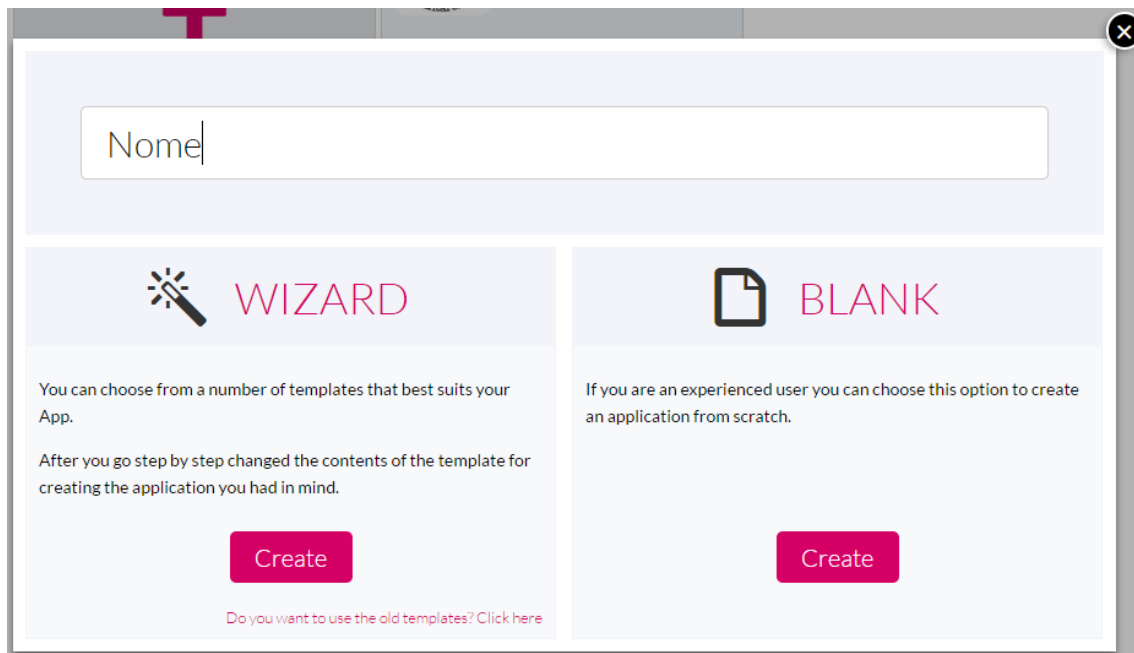 Nome
WIZARD
You can choose from a number of templates that best suits your
App.
After you go step by step changed the contents of the template for
creating the application you had in mind.
Create
Do you want to use the old templates? Click here
BLANK
If you are an experienced user you can choose this option to create
an application from scratch.
Create